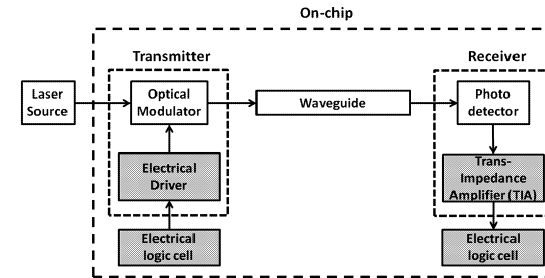 On-chip
Transmitter
Receiver
Laser
Source
Optical
Modulator
Waveguide
Photo
detector
Electrical
Driver
Trans-
Impedance
Amplifier (TIA)
Electrical
logic cell
Electrical
logic cell